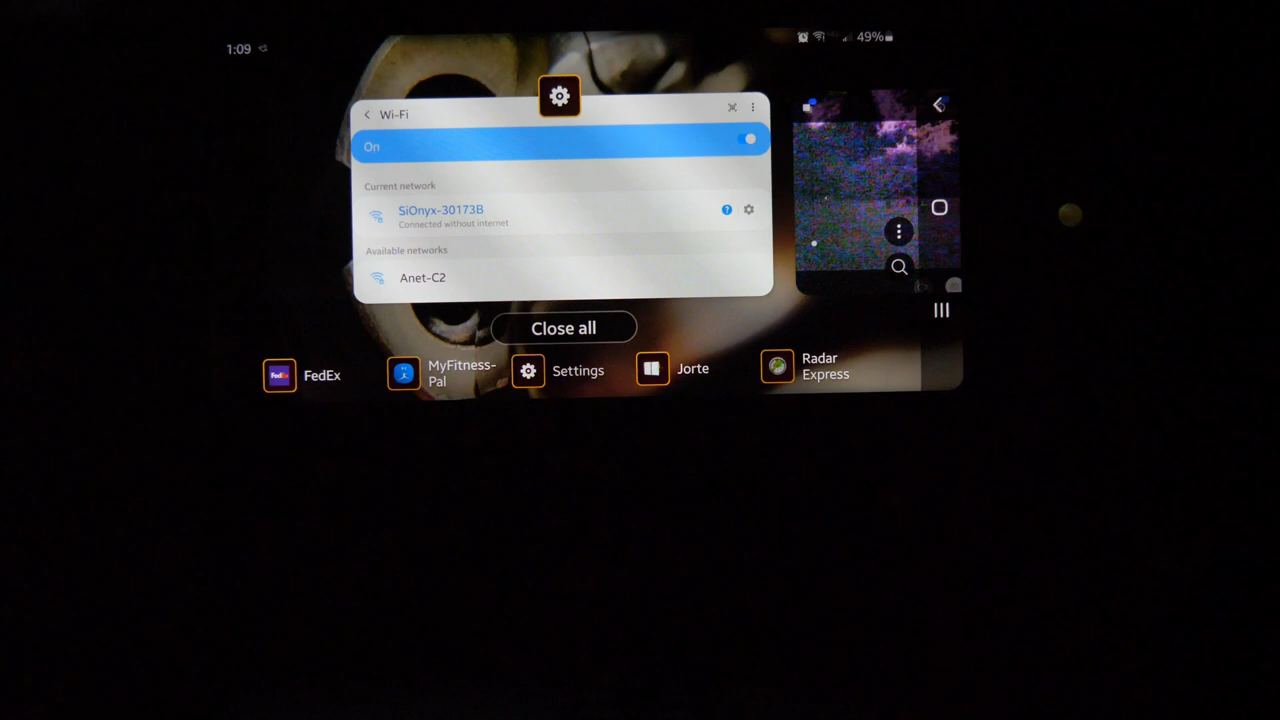 1:09
49%
Wi-Fi
On
Current network
SiOnyx-30173B
Connected without internet
Available networks
Anet-C2
Close all
FedEx
FedEx
MyFitness-
Pal
Settings
Jorte
Radar
Express